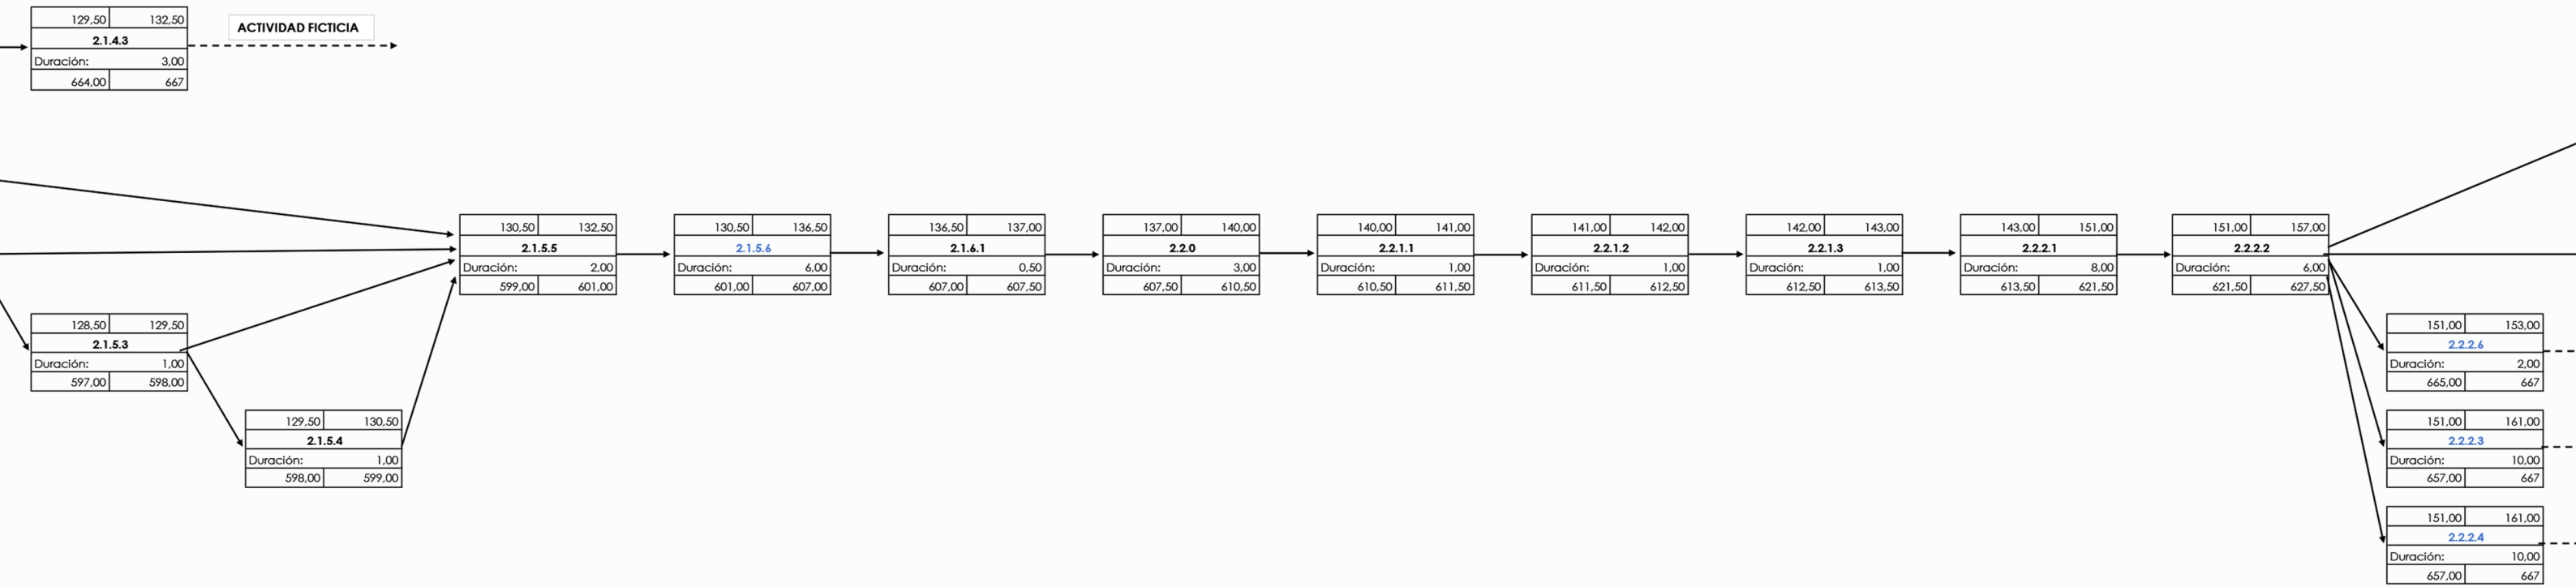 129,50 132,50
2.1.4.3
Duración: 3,00
664,00 667
ACTIVIDAD FICTICIA
128,50 129,50
2.1.5.3
Duración: 1,00
597,00 598,00
129,50 130,50
2.1.5.4
Duración: 1,00
598,00 599,00
130,50 132,50
2.1.5.5
Duración: 2,00
599,00 601,00
130,50 136,50
2.1.5.6
Duración: 6,00
601,00 607,00
136,50 137,00
2.1.6.1
Duración: 0,50
607,00 607,50
137,00 140,00
2.2.0
Duración: 3,00
607,50 610,50
140,00 141,00
2.2.1.1
Duración: 1,00
610,50 611,50
141,00 142,00
2.2.1.2
Duración: 1,00
611,50 612,50
142,00 143,00
2.2.1.3
Duración: 1,00
612,50 613,50
143,00 151,00
2.2.2.1
Duración: 8,00
613,50 621,50
151,00 157,00
2.2.2.2
Duración: 6,00
621,50 627,50
151,00 153,00
2.2.2.6
Duración: 2,00
665,00 667
151,00 161,00
2.2.2.3
Duración: 10,00
657,00 667
151,00 161,00
2.2.2.4
Duración: 10,00
657,00 667